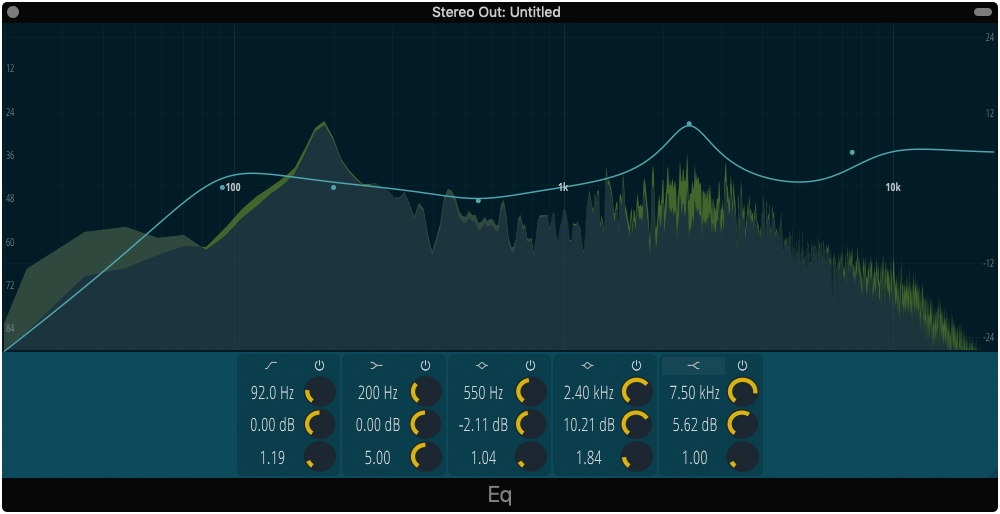 Stereo Out: Untitled
24
12
24
12
36
100
1k
10k
48
60
-12
72
84
-24
92.0 Hz 200 Hz 550 Hz 2.40 kHz 7.50 kHz
0.00 dB 0.00 dB -2.11 dB 10.21 dB 5.62 dB
1.19 5.00 1.04 1.84 1.00
Eq